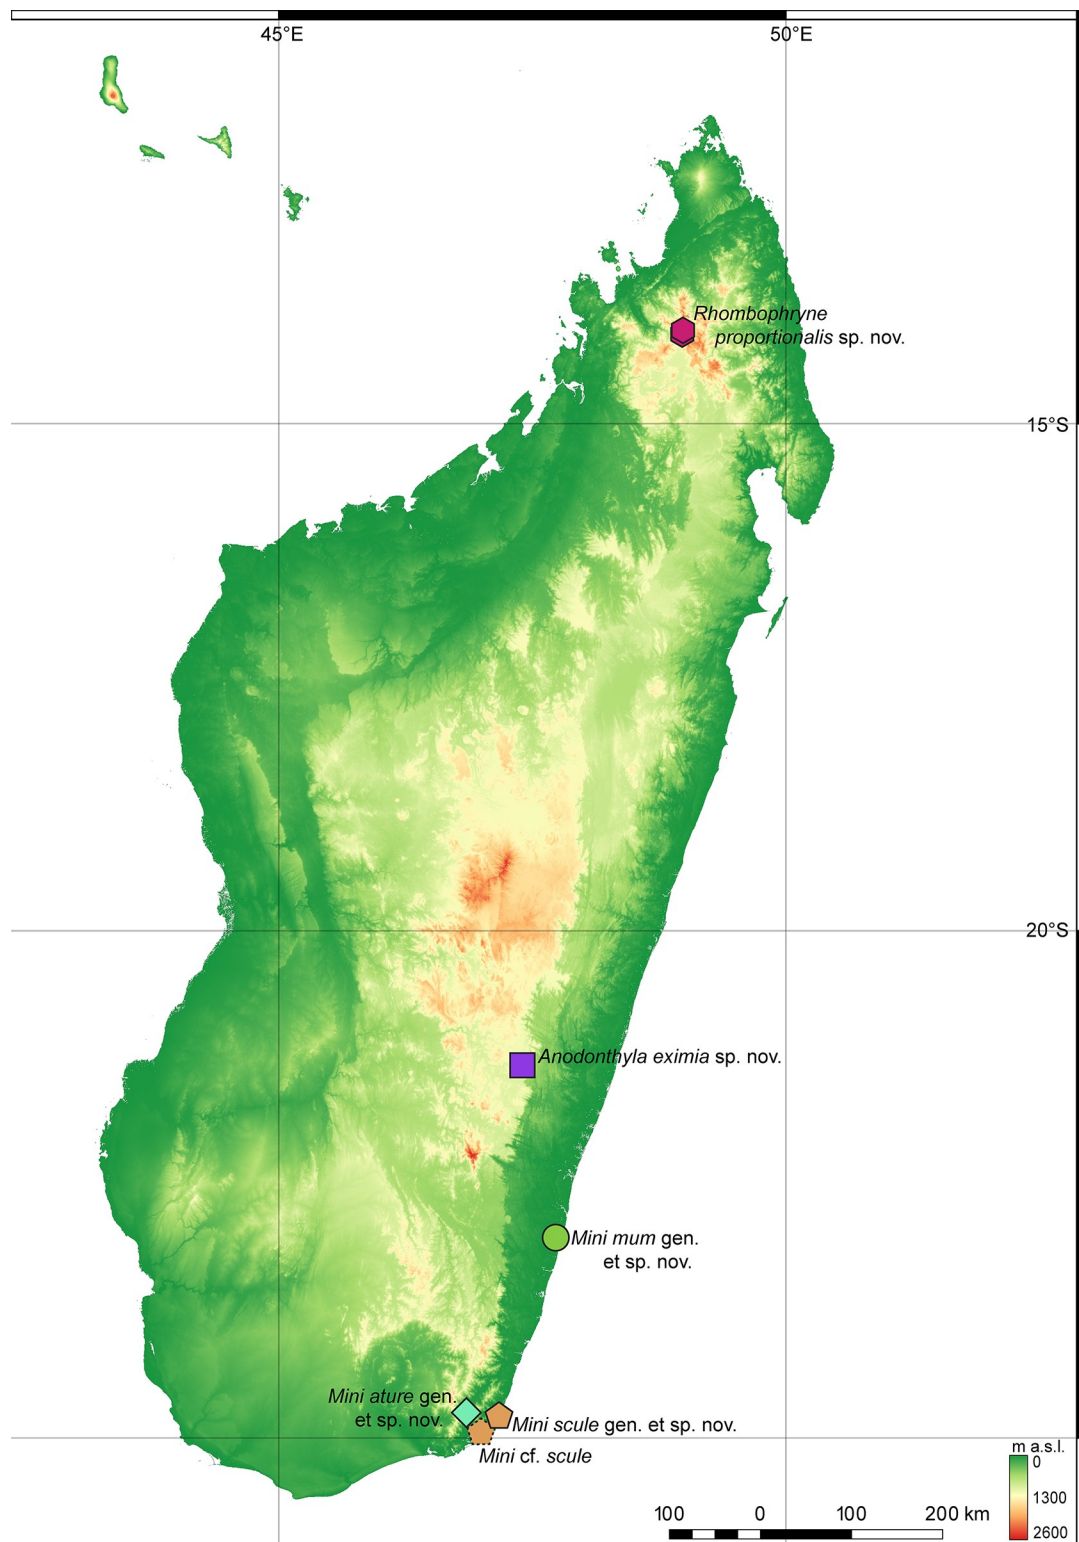 45°E
50°E
Rhombophryne
proportionalis sp. nov.
15°S
20°S
Anodonthyla eximia sp. nov.
Mini mum gen.
et sp. nov.
Mini ature gen.
et sp. nov.
Mini scule gen. et sp. nov.
Mini cf. scule
m a.s.l.
0
1300
2600
100 0 100 200 km